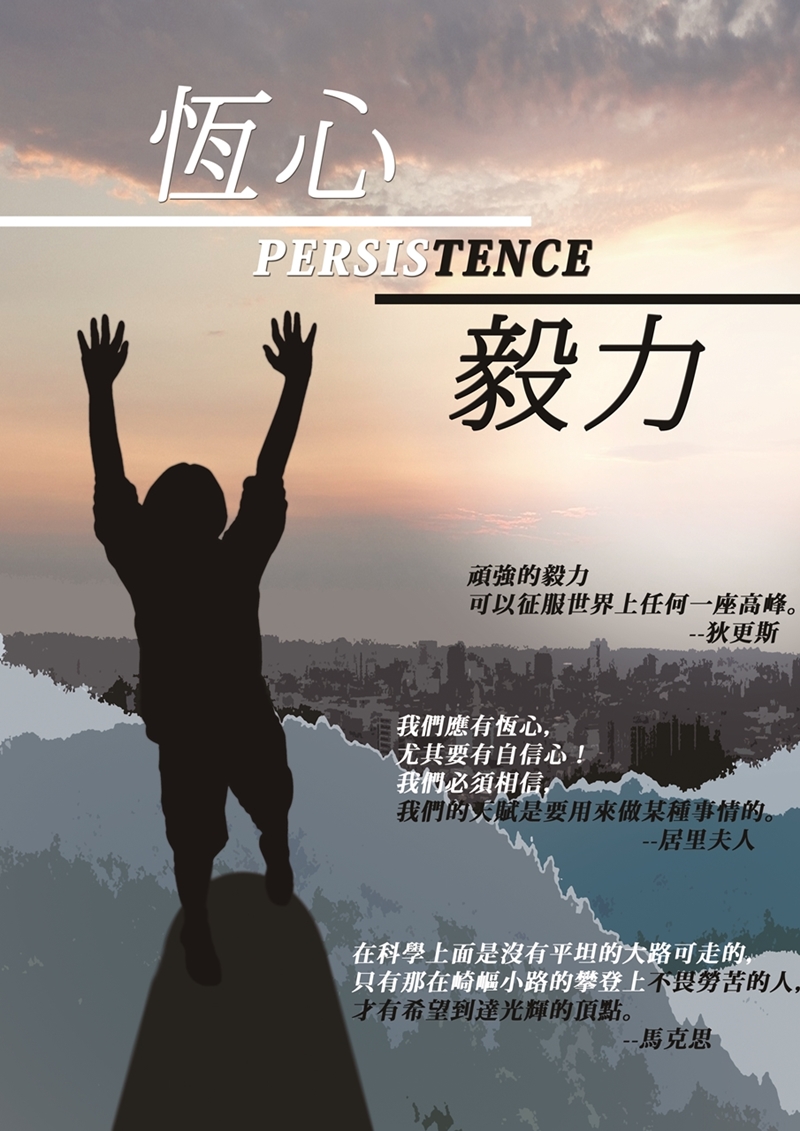 恆心
PERSISTENCE
毅力
頑強的毅力
可以征服世界上任何一座高峰。
--狄更斯
我們應有恆心,
尤其要有自信心！
我們必須相信,
我們的天賦是要用來做某種事情的。
--居里夫人
在科學上面是沒有平坦的大路可走的,
只有那在崎嶇小路的攀登上不畏勞苦的人,
才有希望到達光輝的頂點。
--馬克思